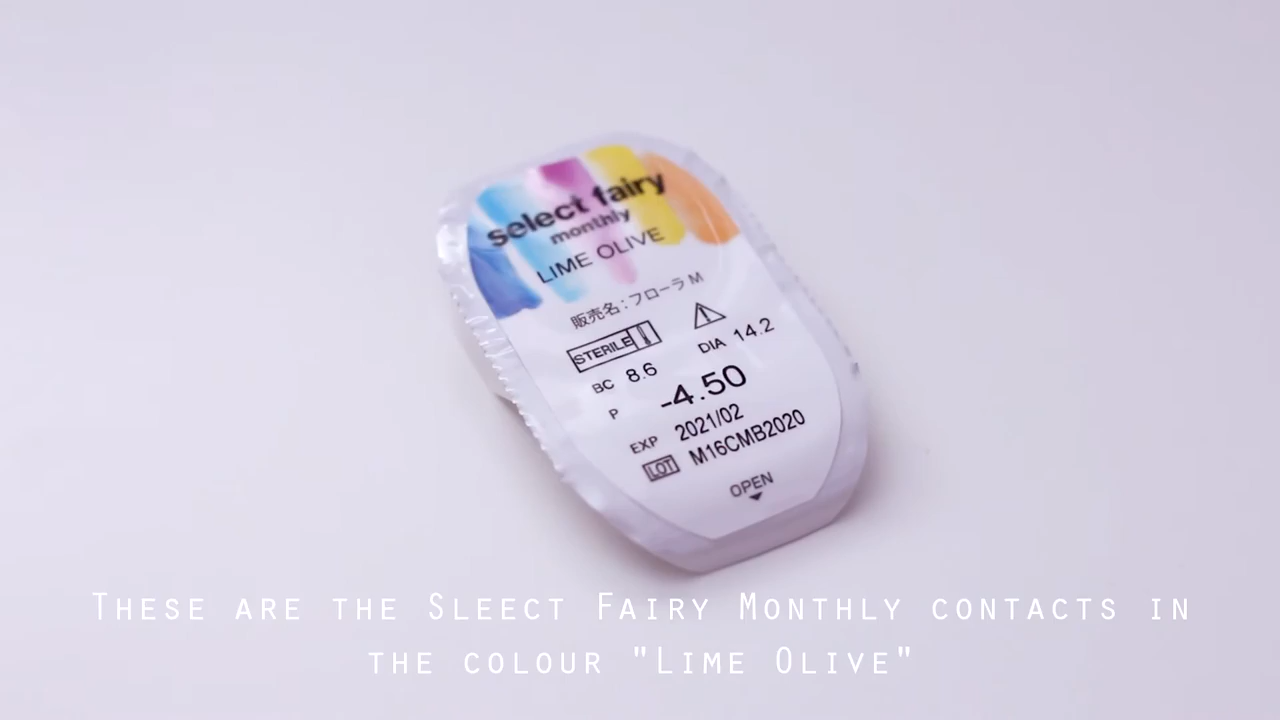 select fairy
monthly
LIME OLIVE
販売名:フローラ M
STERILE
BC 8.6 DIA 14.2
P -4.50
EXP 2021/02
LOT M16CMB2020
OPEN
These are the Sleect Fairy Monthly contacts in
the colour "Lime Olive"